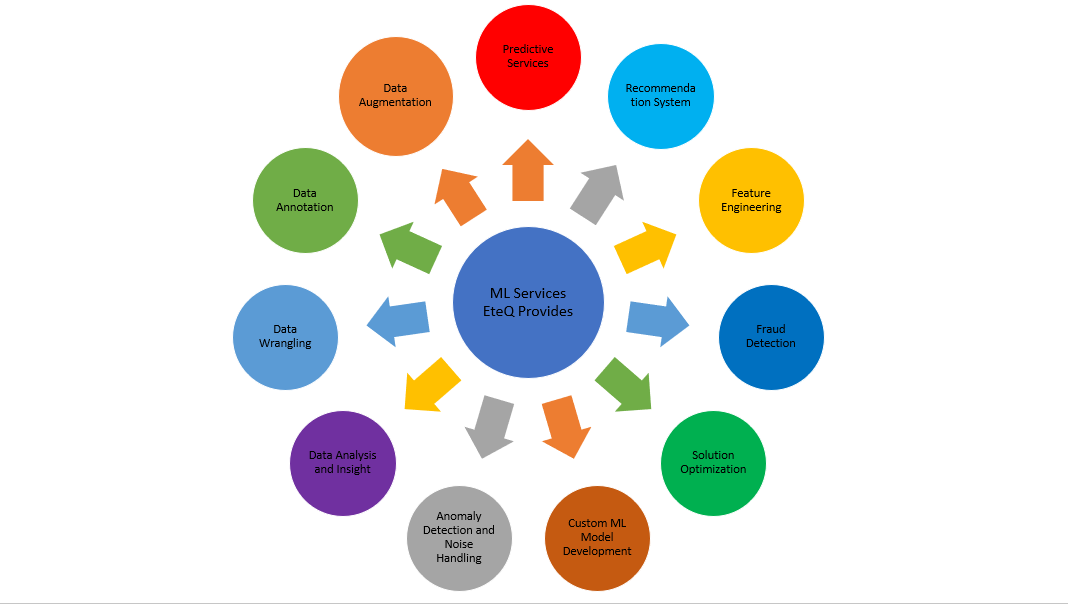 Predictive
Services
Recommenda
tion System
Feature
Engineering
Fraud
Detection
Solution
Optimization
Custom ML
Model
Development
Anomaly
Detection and
Noise
Handling
Data Analysis
and Insight
Data
Wrangling
Data
Annotation
Data
Augmentation
ML Services
EteQ Provides